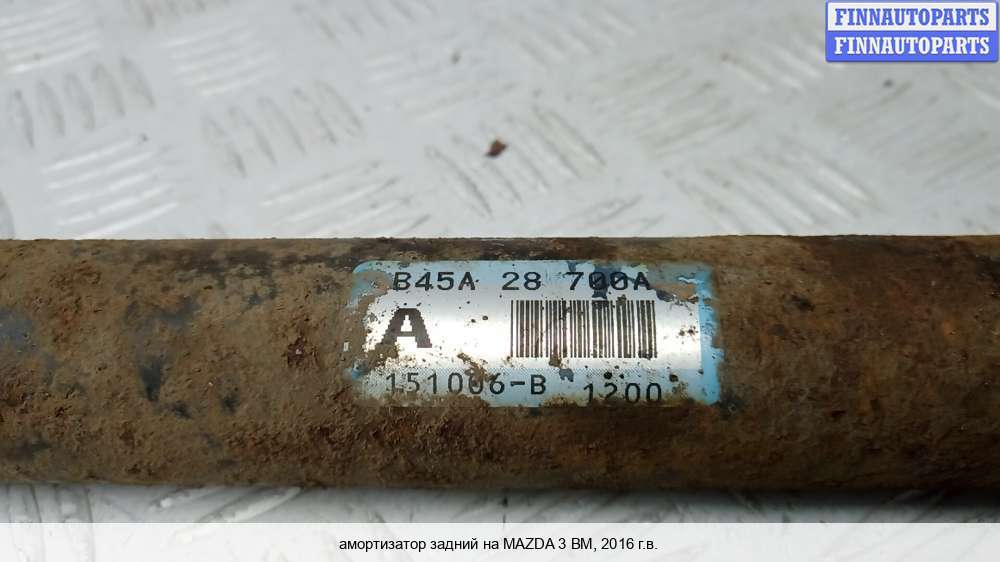 FINNAUTOPARTS
FINNAUTOPARTS
B45A 28 700A
A
151006-B 1200
амортизатор задний на MAZDA 3 BM, 2016 г.в.